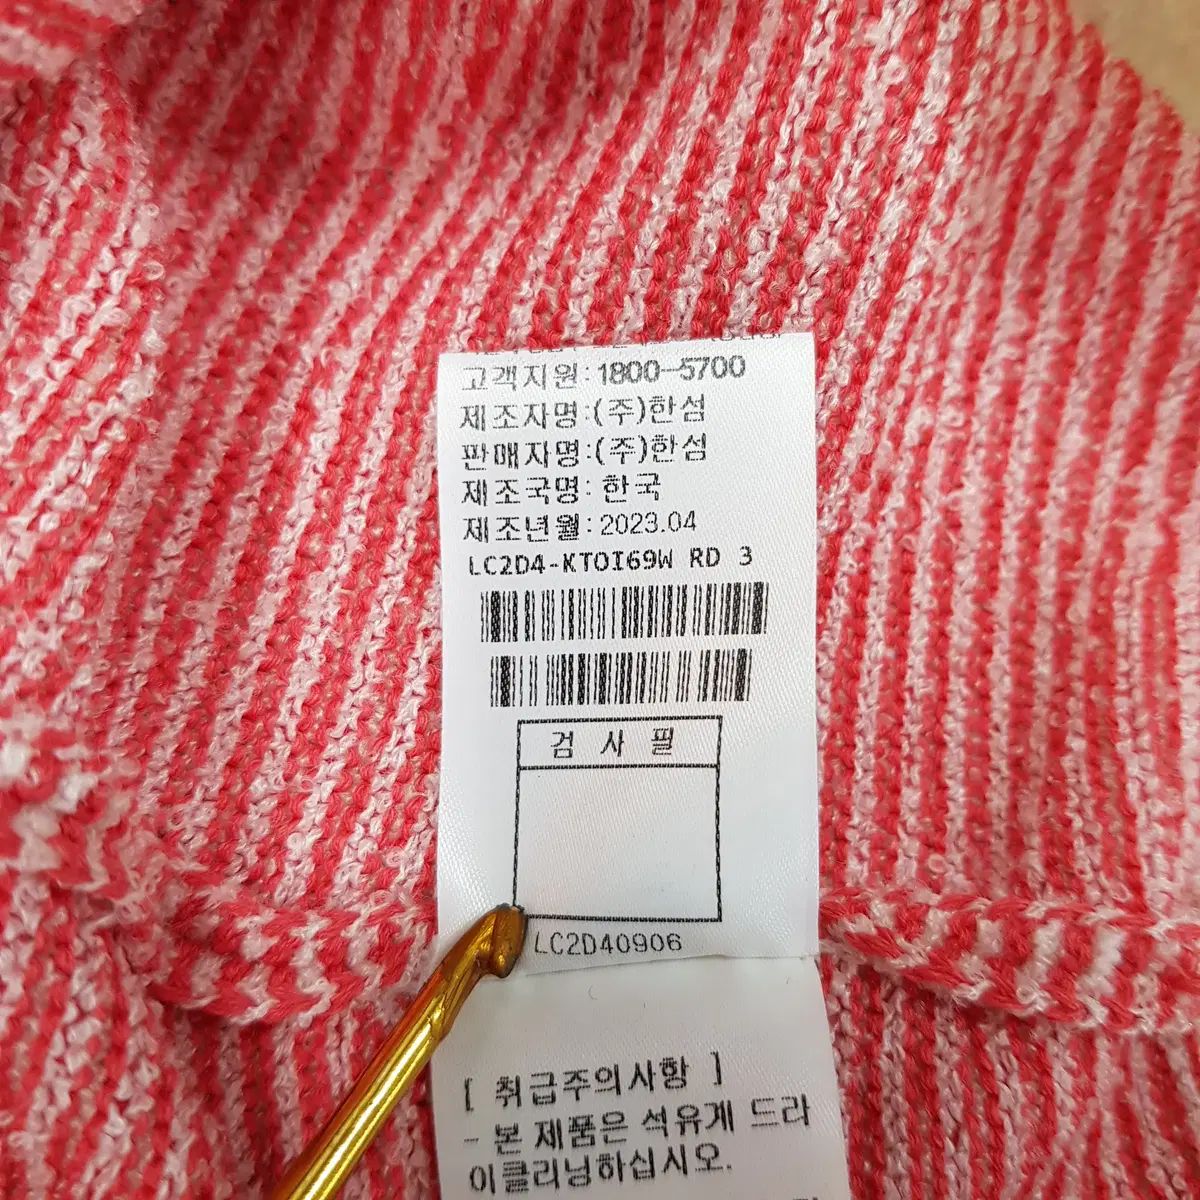 고객지원:1800-5700
제조자명:(주)한섬
판매자명:(주)한섬
제조국명: 한국
제조년월:2023.04
LC2D4-KTOI69W RD 3
검 사 필
LC2D40906
[ 취급주의사항 ]
- 본 제품은 석유계 드라
이클리닝하십시오.